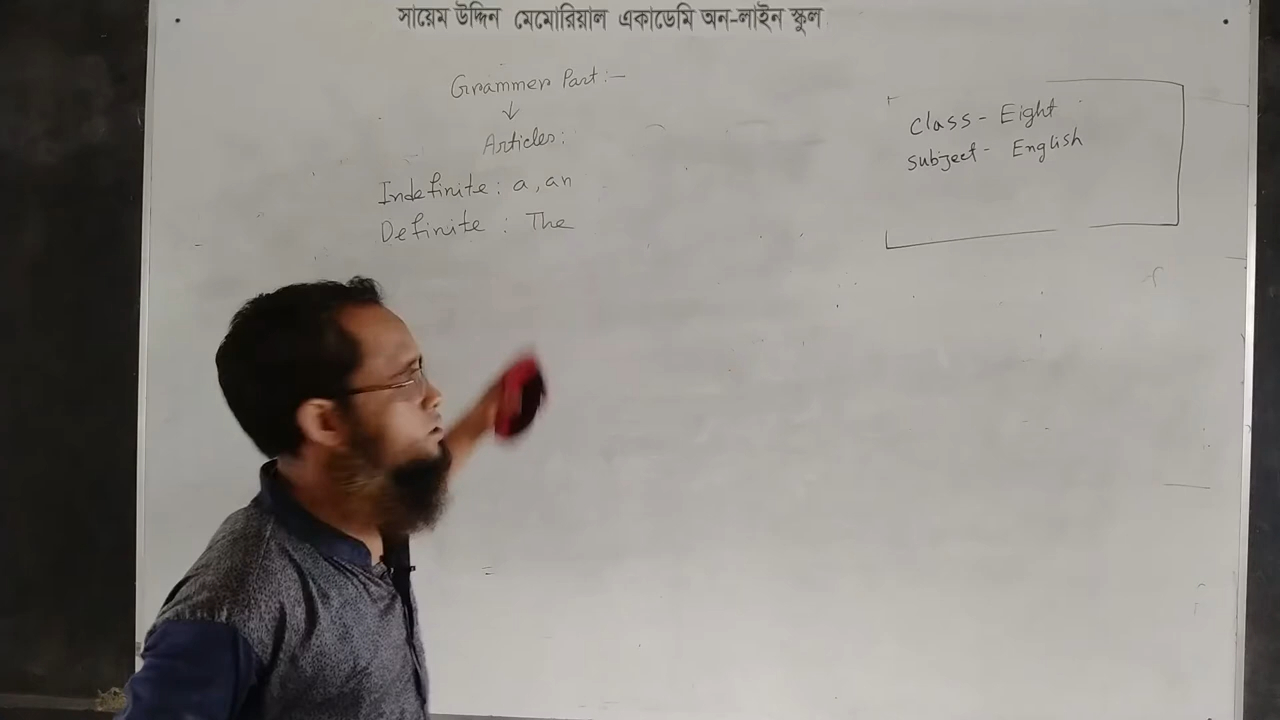 সায়েম উদ্দিন মেমোরিয়াল একাডেমি অন-লাইন স্কুল
Grammer Part:-
↓
Articles:
Indefinite: a, an
Definite : The
Class - Eight
Subject - English